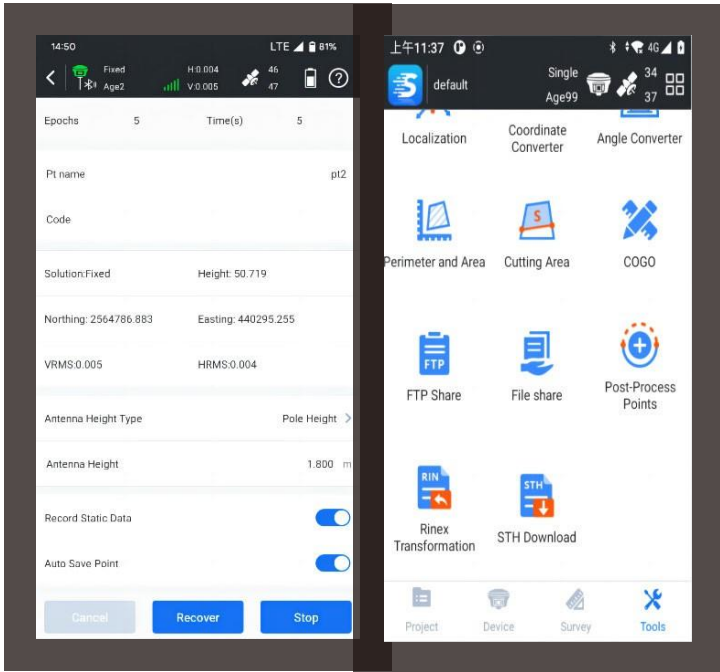 14:50 LTE 81%
Fixed H:0.004 46
Age2 V:0.005 47
Epochs 5 Time(s) 5
Pt name pt2
Code
Solution:Fixed Height: 50.719
Northing: 2564786.883 Easting: 440295.255
VRMS:0.005 HRMS:0.004
Antenna Height Type Pole Height
Antenna Height 1.800 m
Record Static Data
Auto Save Point
Cancel Recover Stop
上午11:37 4G
default Single 34
Age99 37
Localization Coordinate Converter Angle Converter
S
Perimeter and Area Cutting Area COGO
FTP
FTP Share File share Post-Process Points
RIN STH
Rinex Transformation STH Download
Project Device Survey Tools